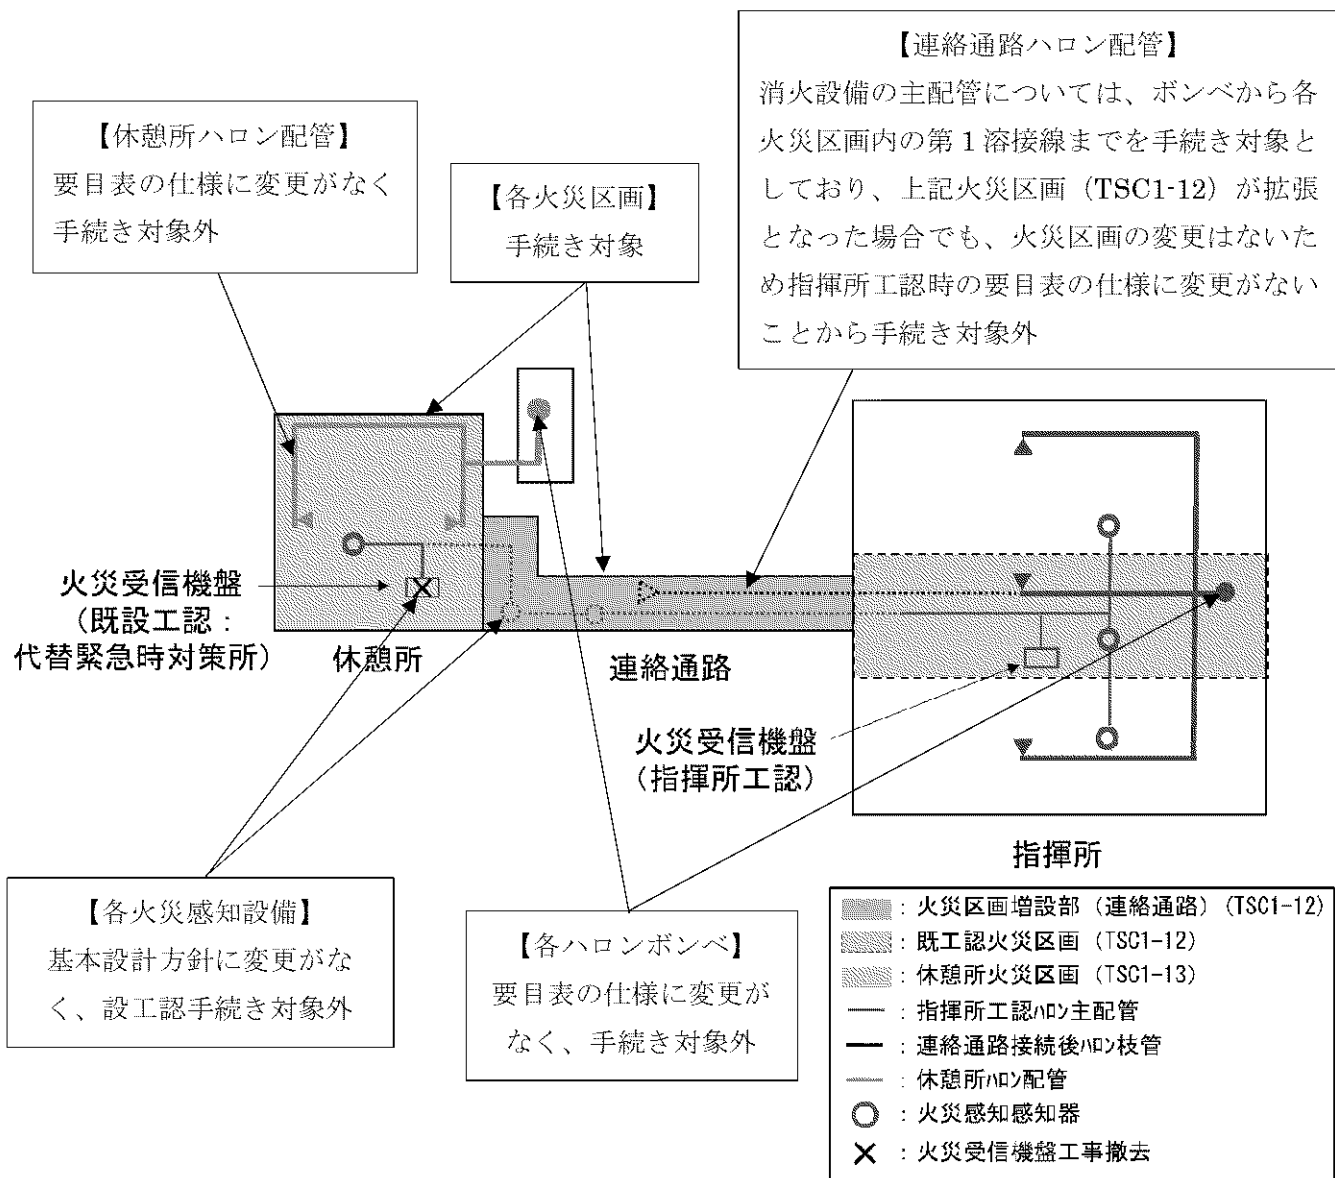 【連絡通路ハロン配管】
消火設備の主配管については、ボンベから各
火災区画内の第1溶接線までを手続き対象と
しており、上記火災区画（TSC1-12）が拡張
となった場合でも、火災区画の変更はないた
め指揮所工認時の要目表の仕様に変更がない
ことから手続き対象外
【休憩所ハロン配管】
要目表の仕様に変更がなく
手続き対象外
【各火災区画】
手続き対象
火災受信機盤
（既設工認：
代替緊急時対策所）
休憩所
連絡通路
火災受信機盤
（指揮所工認）
指揮所
【各火災感知設備】
基本設計方針に変更がな
く、設工認手続き対象外
【各ハロンボンベ】
要目表の仕様に変更が
なく、手続き対象外
：火災区画増設部（連絡通路）(TSC1-12)
：既工認火災区画（TSC1-12）
：休憩所火災区画（TSC1-13）
：指揮所工認ﾊﾛﾝ主配管
：連絡通路接続後ﾊﾛﾝ枝管
：休憩所ﾊﾛﾝ配管
：火災感知感知器
：火災受信機盤工事撤去